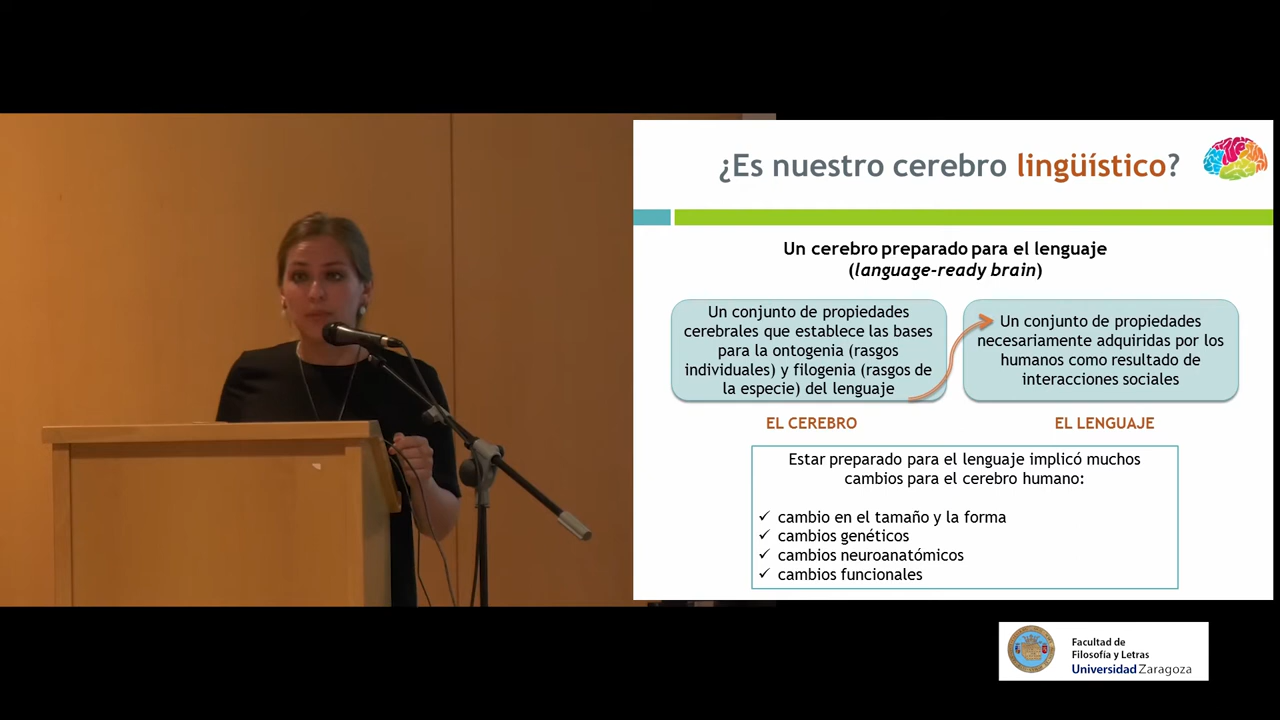 ¿Es nuestro cerebro lingüístico?
Un cerebro preparado para el lenguaje
(language-ready brain)
Un conjunto de propiedades
cerebrales que establece las bases
para la ontogenia (rasgos
individuales) y filogenia (rasgos de
la especie) del lenguaje
Un conjunto de propiedades
necesariamente adquiridas por los
humanos como resultado de
interacciones sociales
EL CEREBRO
EL LENGUAJE
Estar preparado para el lenguaje implicó muchos
cambios para el cerebro humano:
✓ cambio en el tamaño y la forma
✓ cambios genéticos
✓ cambios neuroanatómicos
✓ cambios funcionales
Facultad de
Filosofía y Letras
Universidad Zaragoza